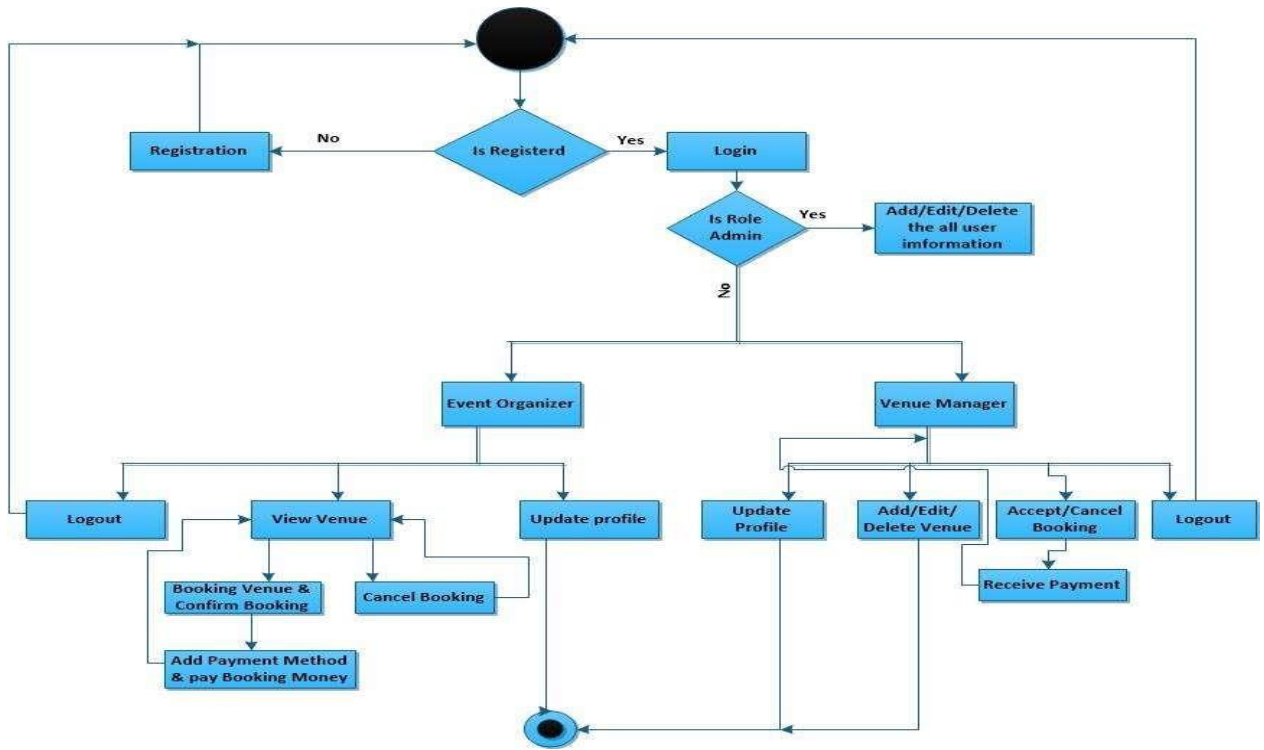 No
Yes
Registration
Is Registerd
Login
Is Role
Admin
Yes
Add/Edit/Delete
the all user
imformation
No
Event Organizer
Venue Manager
Logout
View Venue
Update profile
Update
Profile
Add/Edit/
Delete Venue
Accept/Cancel
Booking
Logout
Booking Venue &
Confirm Booking
Cancel Booking
Receive Payment
Add Payment Method
& pay Booking Money